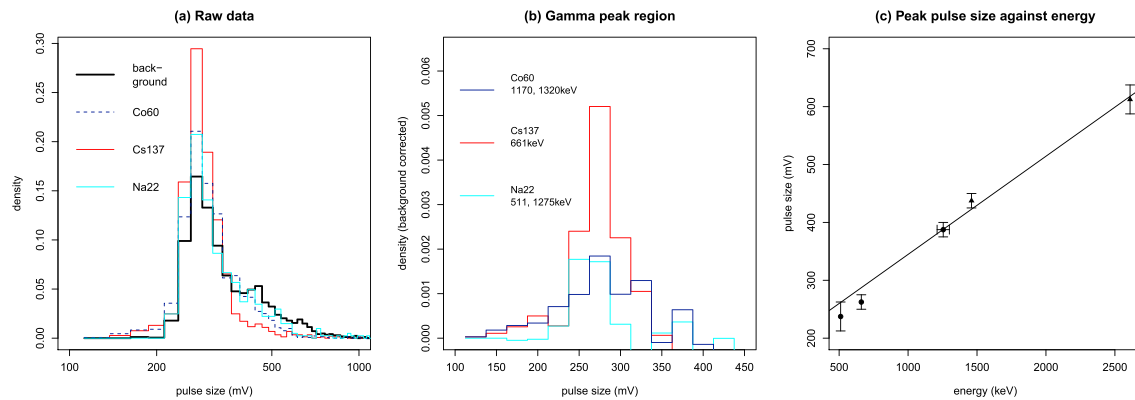 (a) Raw data
0.30
0.20
0.15
0.10
0.05
0.00
density
back-
ground
Co60
Cs137
Na22
100
200
500
1000
pulse size (mV)
(b) Gamma peak region
0.006
0.005
0.004
0.003
0.002
0.001
0.000
density (background corrected)
Co60
1170, 1320keV
Cs137
661keV
Na22
511, 1275keV
100
150
200
250
300
350
400
450
pulse size (mV)
(c) Peak pulse size against energy
700
600
500
400
300
200
pulse size (mV)
500
1000
1500
2000
2500
energy (keV)